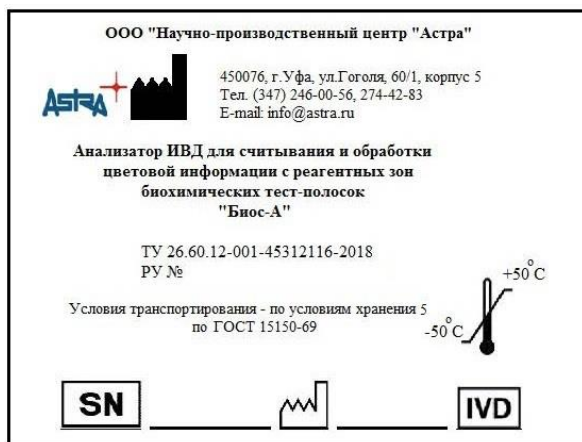 ООО "Научно-производственный центр "Астра"
ASTRA
450076, г.Уфа, ул.Гоголя, 60/1, корпус 5
Тел. (347) 246-00-56, 274-42-83
E-mail: info@astra.ru
Анализатор ИВД для считывания и обработки
цветовой информации с реагентных зон
биохимических тест-полосок
"Биос-А"
ТУ 26.60.12-001-45312116-2018
РУ №
+50°C
Условия транспортирования - по условиям хранения 5
по ГОСТ 15150-69
-50°C
SN
IVD